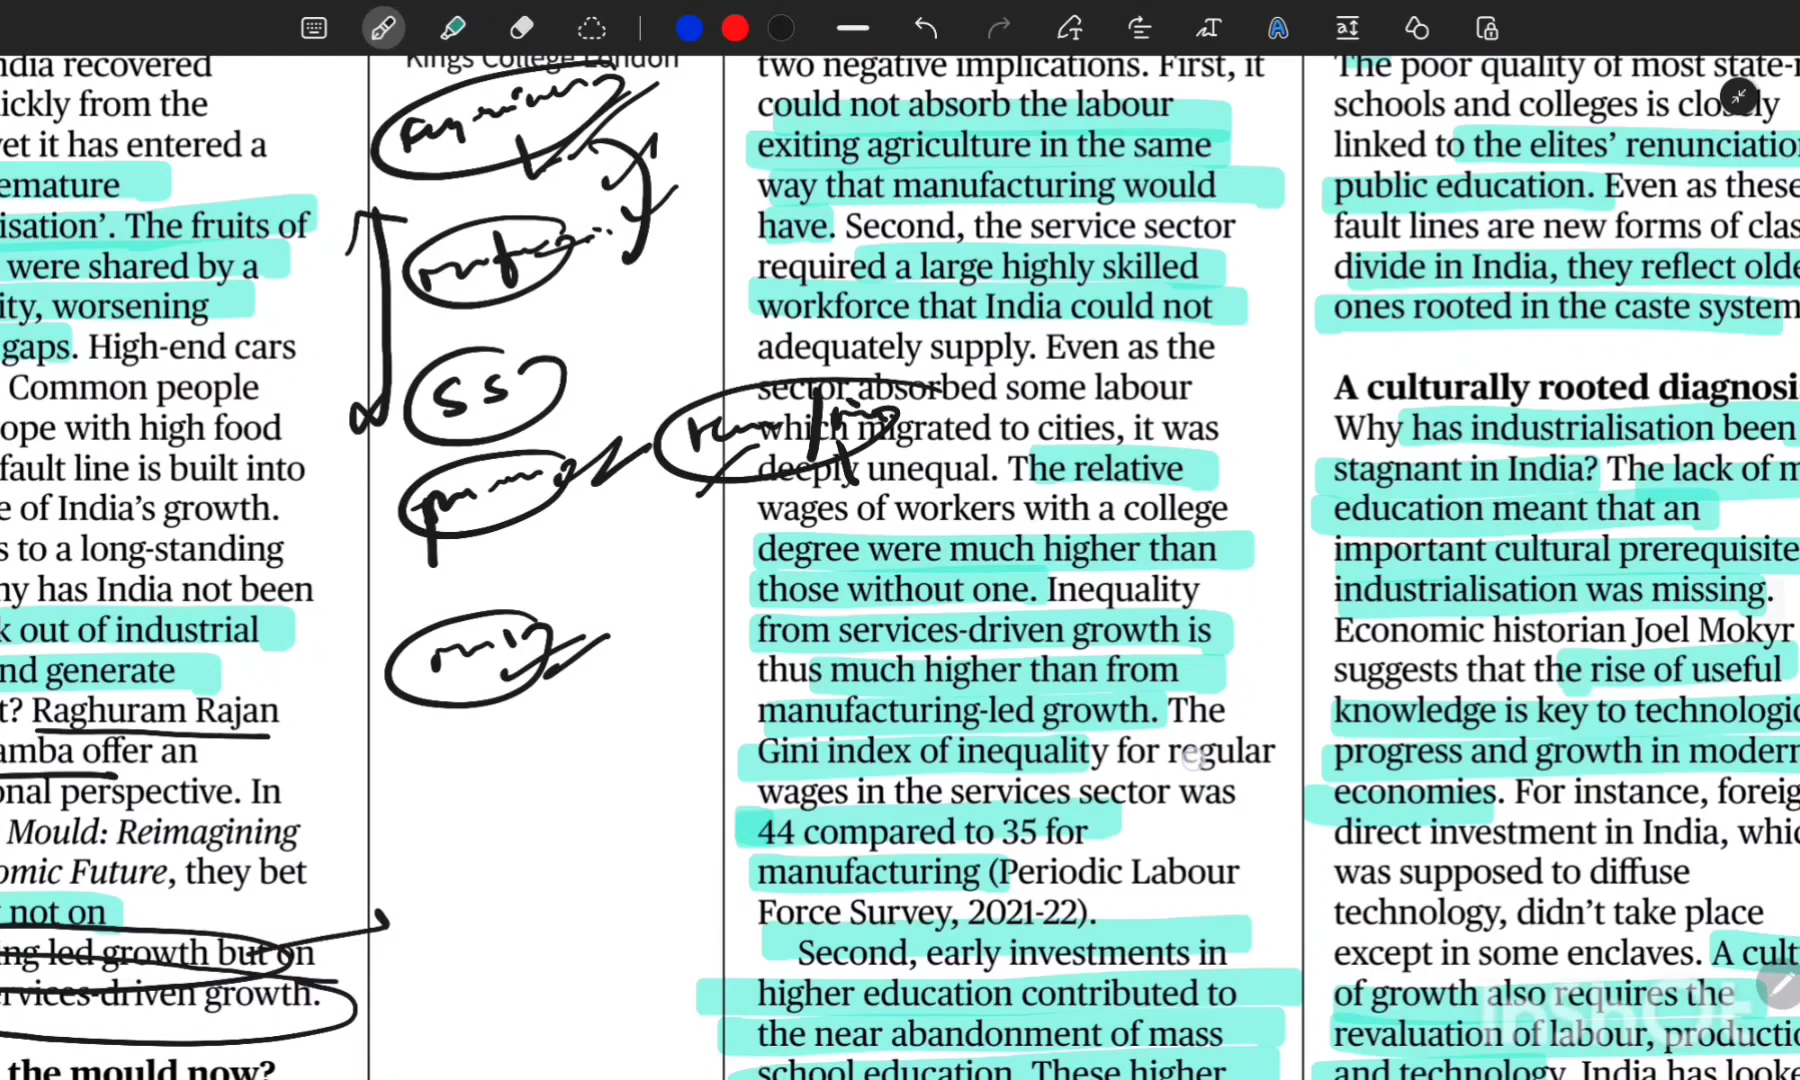 ndia recovered
ickly from the
et it has entered a
emature
isation’. The fruits of
were shared by a
ity, worsening
gaps. High-end cars
Common people
ope with high food
fault line is built into
e of India’s growth.
s to a long-standing
hy has India not been
k out of industrial
nd generate
t? Raghuram Rajan
amba offer an
onal perspective. In
Mould: Reimagining
omic Future, they bet
not on
ing led growth but on
rvices-driven growth.
the mould now?
Kings College London
SS
two negative implications. First, it
could not absorb the labour
exiting agriculture in the same
way that manufacturing would
have. Second, the service sector
required a large highly skilled
workforce that India could not
adequately supply. Even as the
sector absorbed some labour
which migrated to cities, it was
deeply unequal. The relative
wages of workers with a college
degree were much higher than
those without one. Inequality
from services-driven growth is
thus much higher than from
manufacturing-led growth. The
Gini index of inequality for regular
wages in the services sector was
44 compared to 35 for
manufacturing (Periodic Labour
Force Survey, 2021-22).
Second, early investments in
higher education contributed to
the near abandonment of mass
school education. These higher
The poor quality of most state-r
schools and colleges is closely
linked to the elites’ renunciation
public education. Even as these
fault lines are new forms of clas
divide in India, they reflect olde
ones rooted in the caste system
A culturally rooted diagnosi
Why has industrialisation been
stagnant in India? The lack of m
education meant that an
important cultural prerequisite
industrialisation was missing.
Economic historian Joel Mokyr
suggests that the rise of useful
knowledge is key to technologic
progress and growth in modern
economies. For instance, foreig
direct investment in India, whic
was supposed to diffuse
technology, didn’t take place
except in some enclaves. A cult
of growth also requires the
revaluation of labour, productio
and technology. India has looke